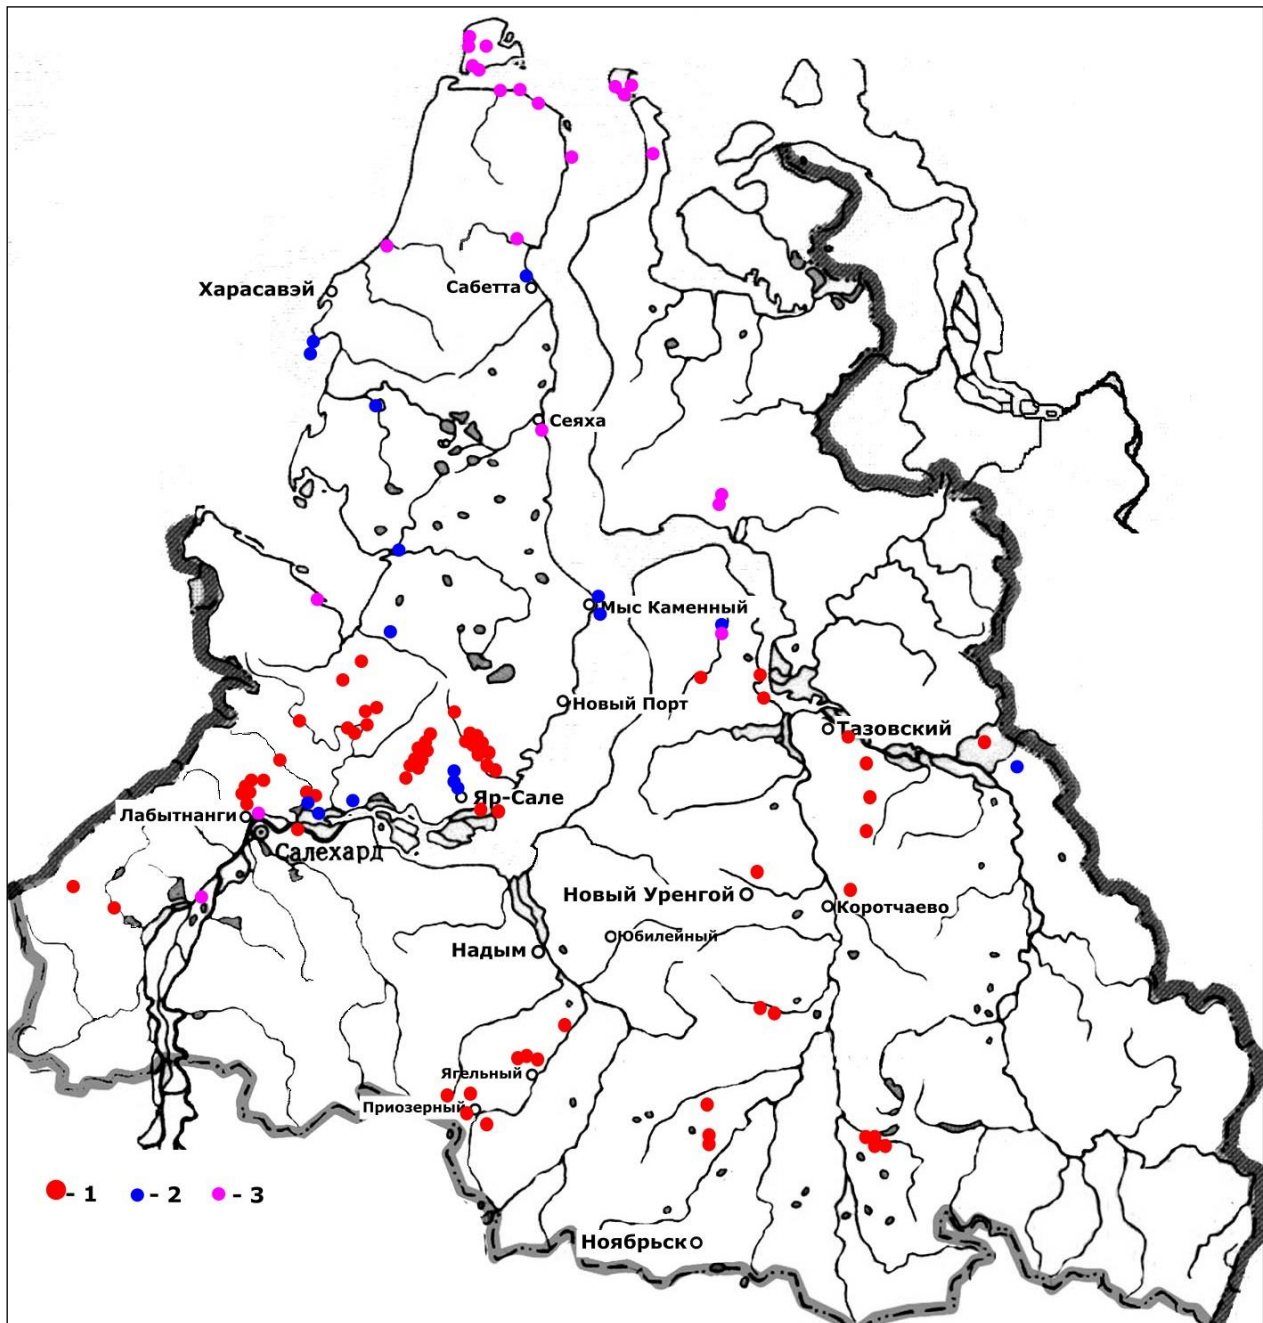 Харасавэй
Сабетта
Сеяха
Мыс Каменный
Новый Порт
Тазовский
Яр-Сале
Лабытнанги
Салехард
Новый Уренгой
Коротчаево
Юбилейный
Надым
Ягельный
Приозерный
- 1 - 2 - 3
Ноябрьск